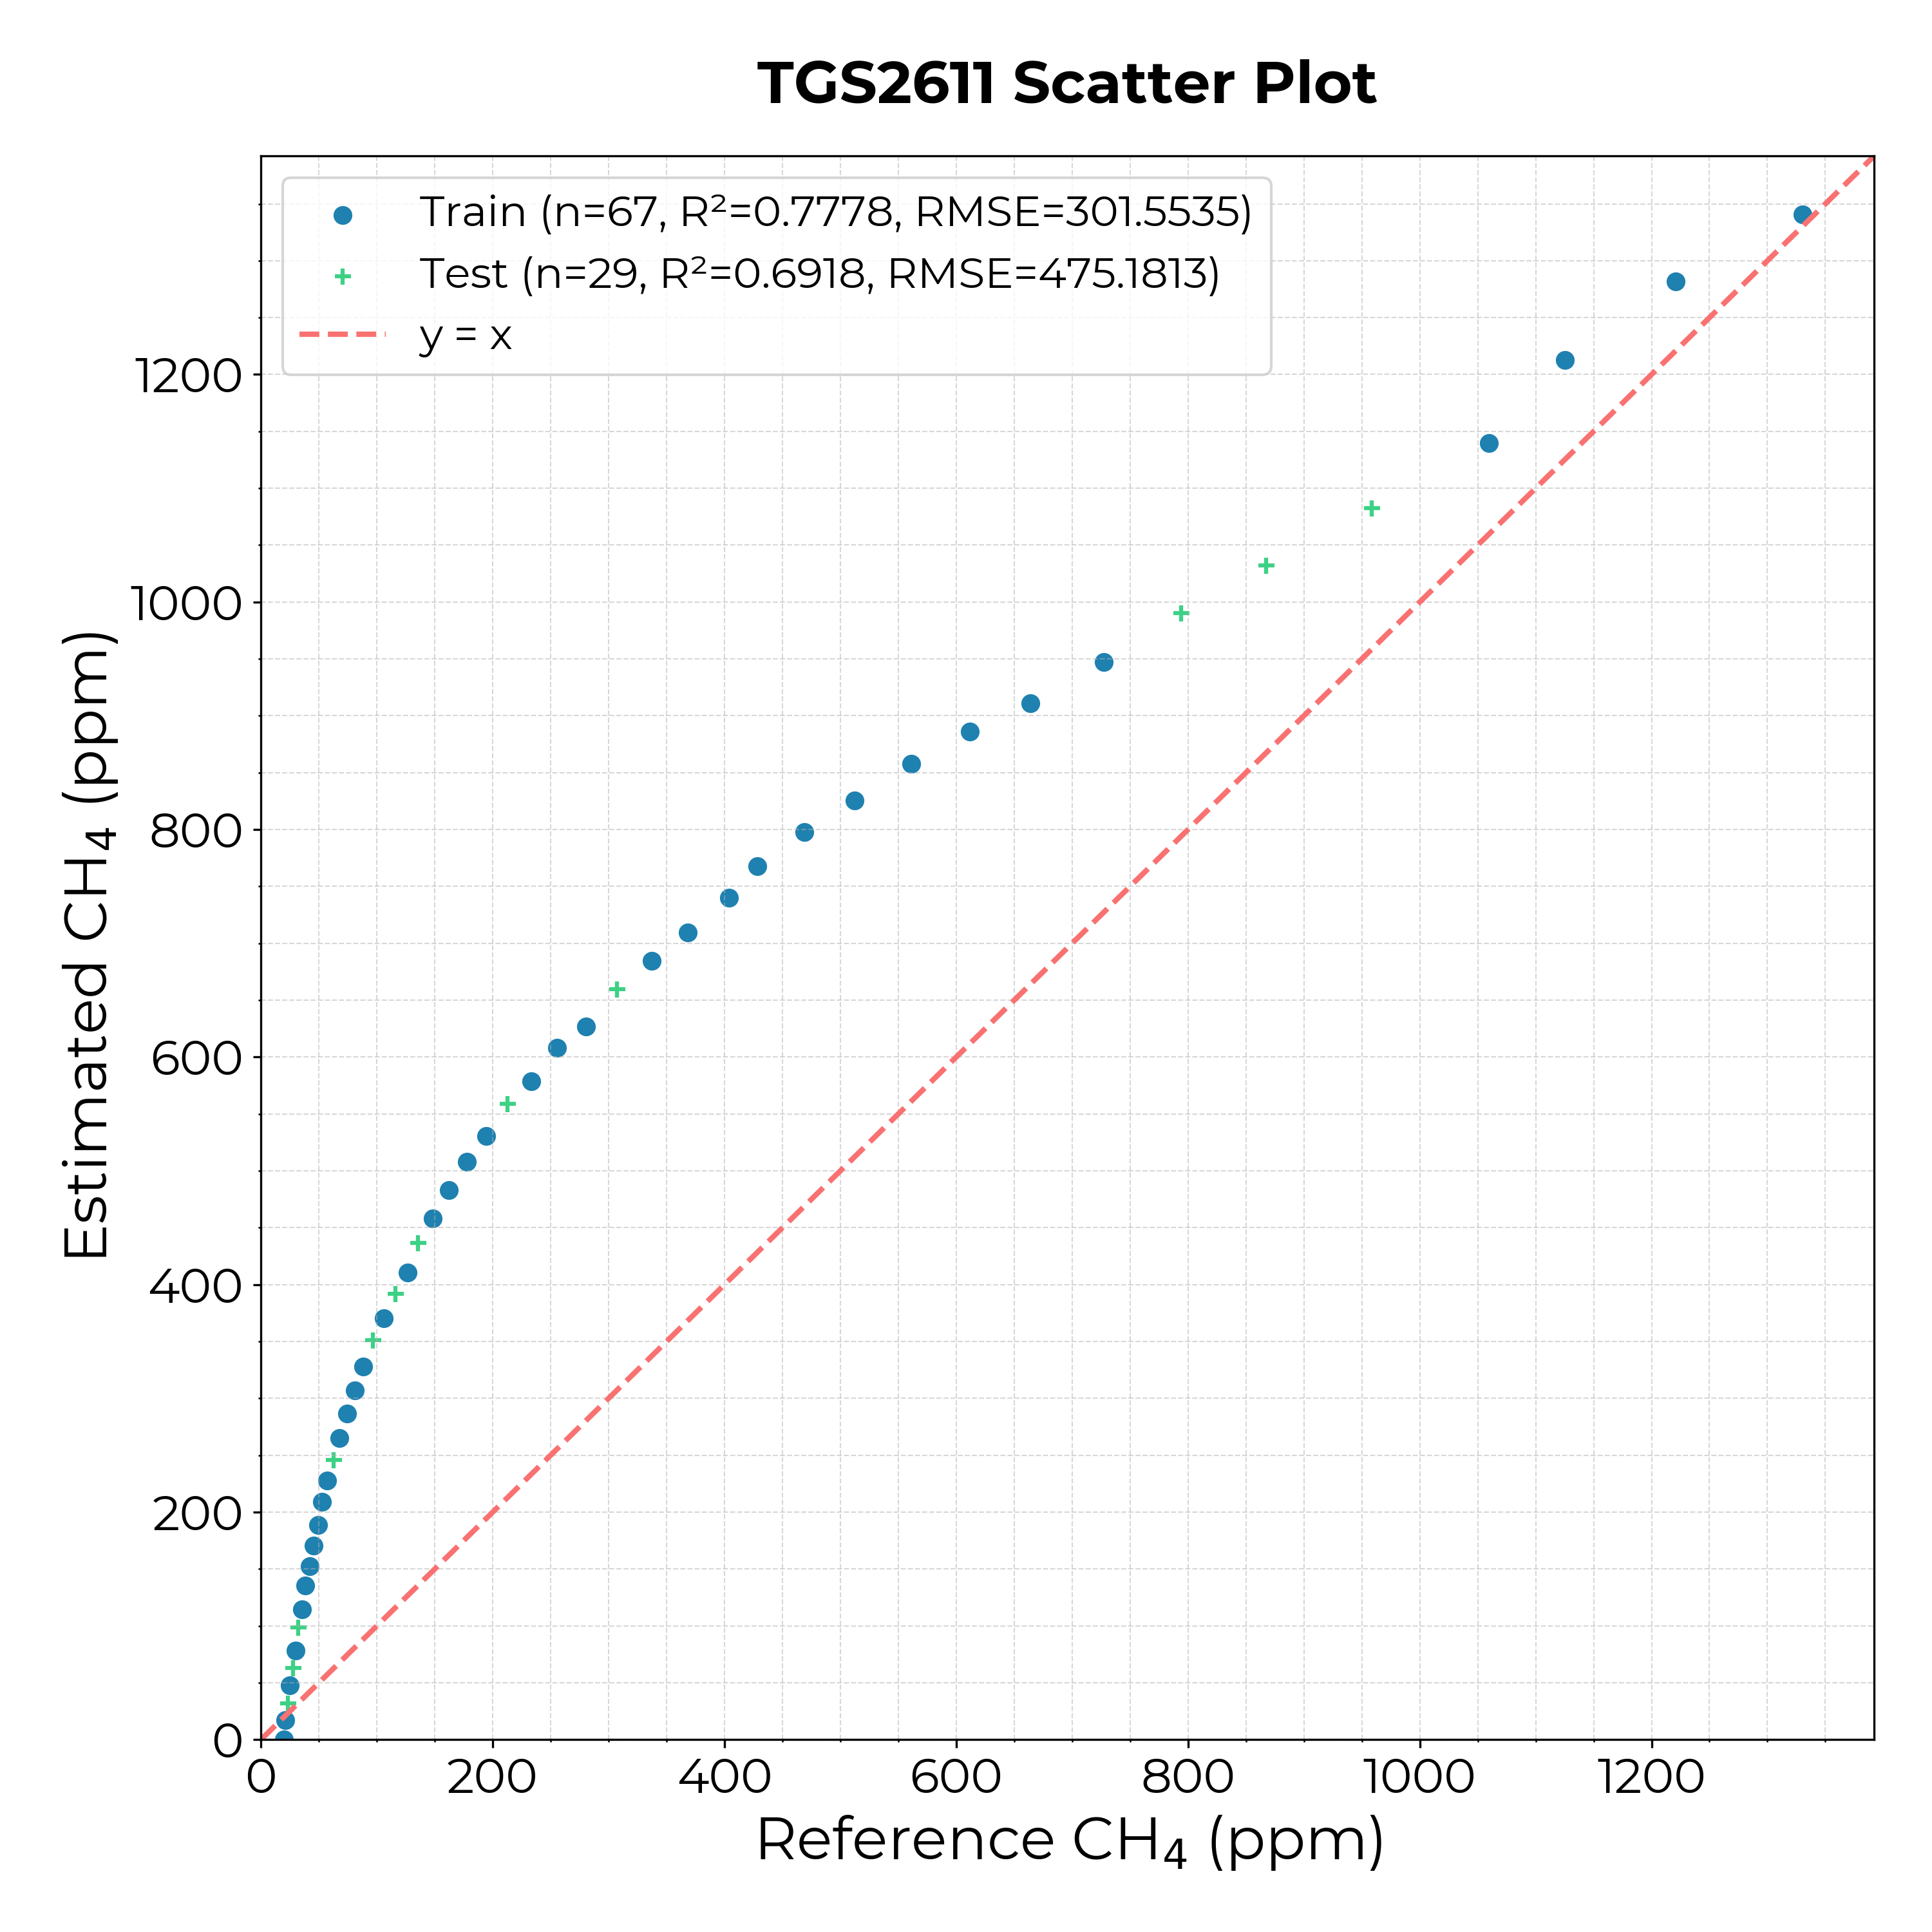 TGS2611 Scatter Plot
Train (n=67, R²=0.7778, RMSE=301.5535)
Test (n=29, R²=0.6918, RMSE=475.1813)
y = x
Estimated CH₄ (ppm)
1200
1000
800
600
400
200
0
0 200 400 600 800 1000 1200
Reference CH₄ (ppm)